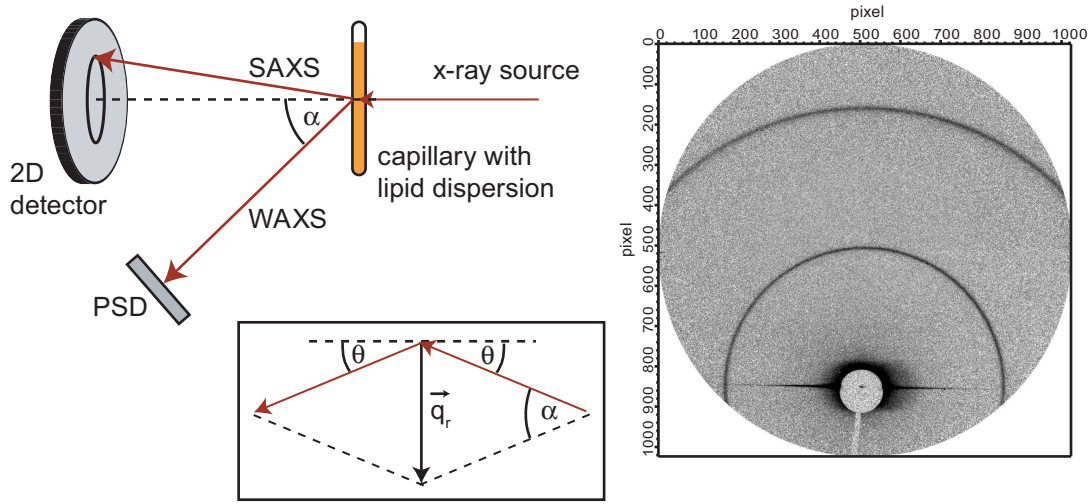 SAXS
x-ray source
α
capillary with
lipid dispersion
2D
detector
WAXS
PSD
θ
θ
q_r
α
pixel
0 100 200 300 400 500 600 700 800 900 1000
pixel
0 100 200 300 400 500 600 700 800 900 1000